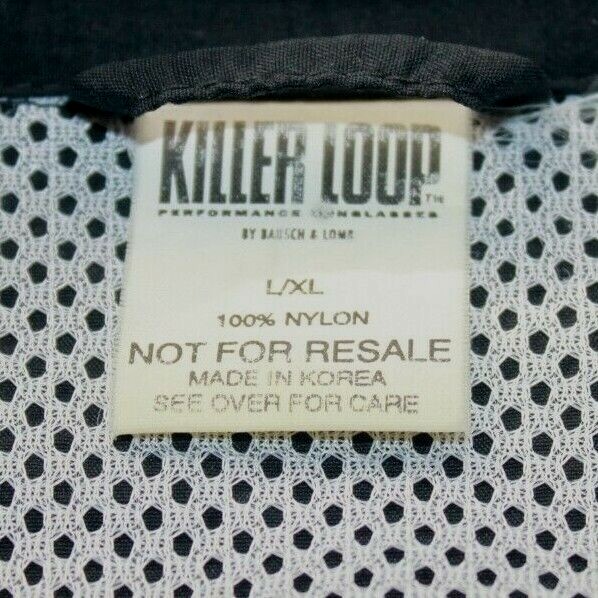 KILLER LOOP™
PERFORMANCE SUNGLASSES
BY BAUSCH & LOMB
L/XL
100% NYLON
NOT FOR RESALE
MADE IN KOREA
SEE OVER FOR CARE